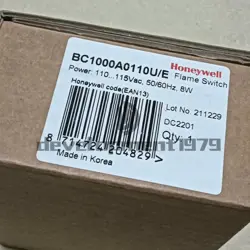 Honeywell
BC1000A0110U/E Flame Switch
Power: 110... 115Vac, 50/60Hz, 8W
Honeywell code(EAN13)
Lot No 211229
DC2201
Qty: 1
development1979
Made in Korea